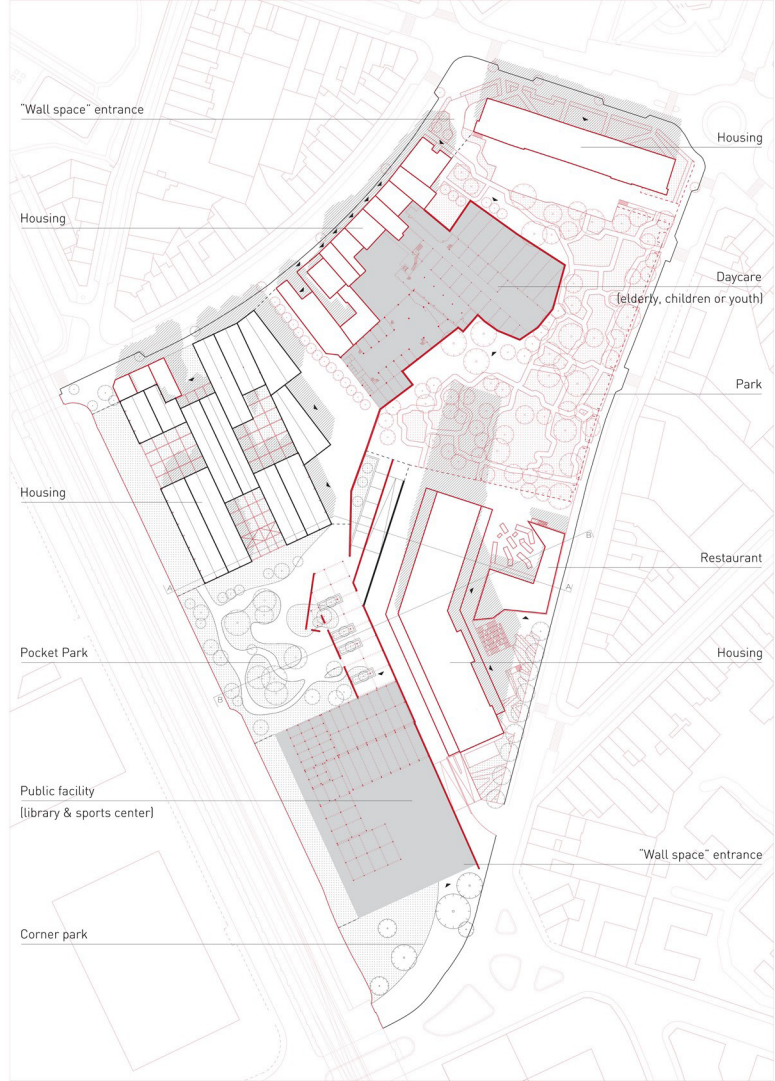 "Wall space" entrance
Housing
Housing
Daycare
(elderly, children or youth)
Park
Housing
Restaurant
Pocket Park
Housing
Public facility
(library & sports center)
"Wall space" entrance
Corner park
A
B
B'
A'